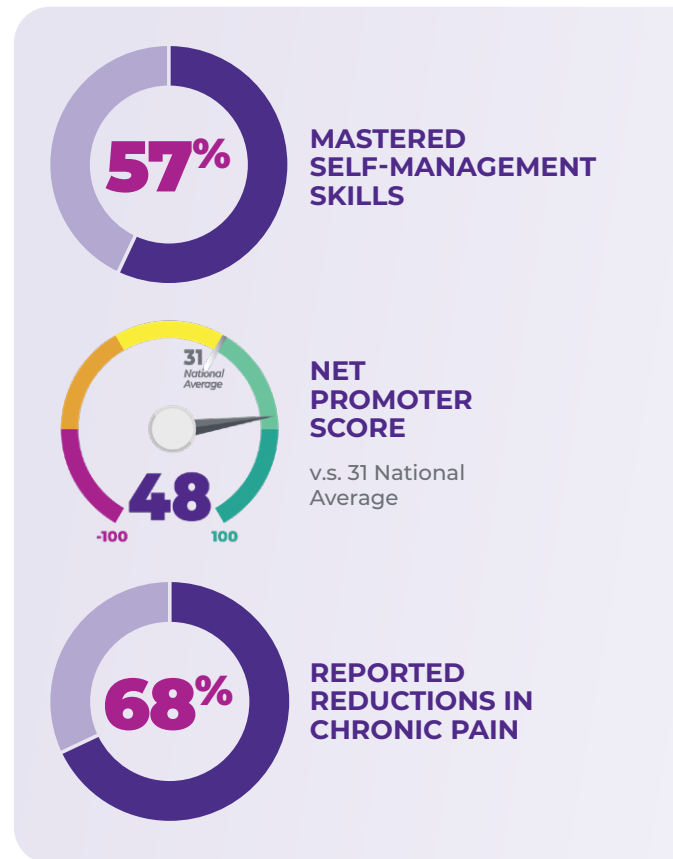 57%
MASTERED
SELF-MANAGEMENT
SKILLS
31
National
Average
48
-100
100
NET
PROMOTER
SCORE
v.s. 31 National
Average
68%
REPORTED
REDUCTIONS IN
CHRONIC PAIN